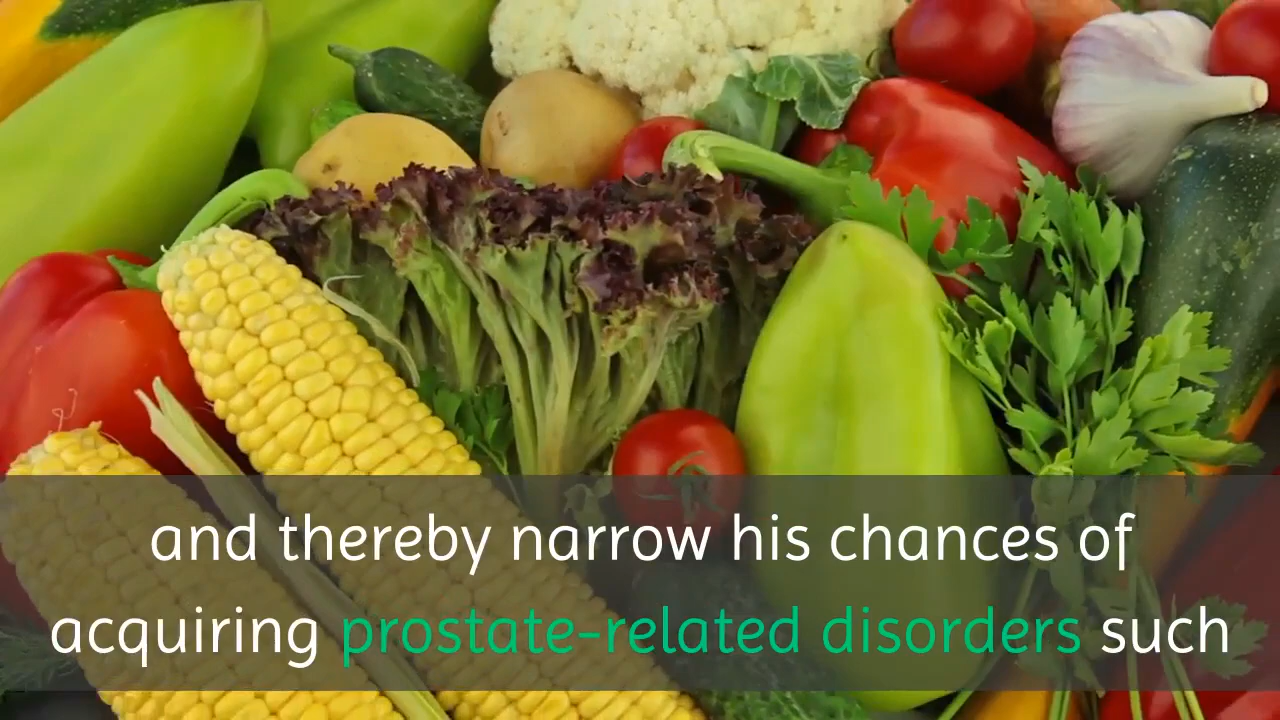 and thereby narrow his chances of
acquiring prostate-related disorders such